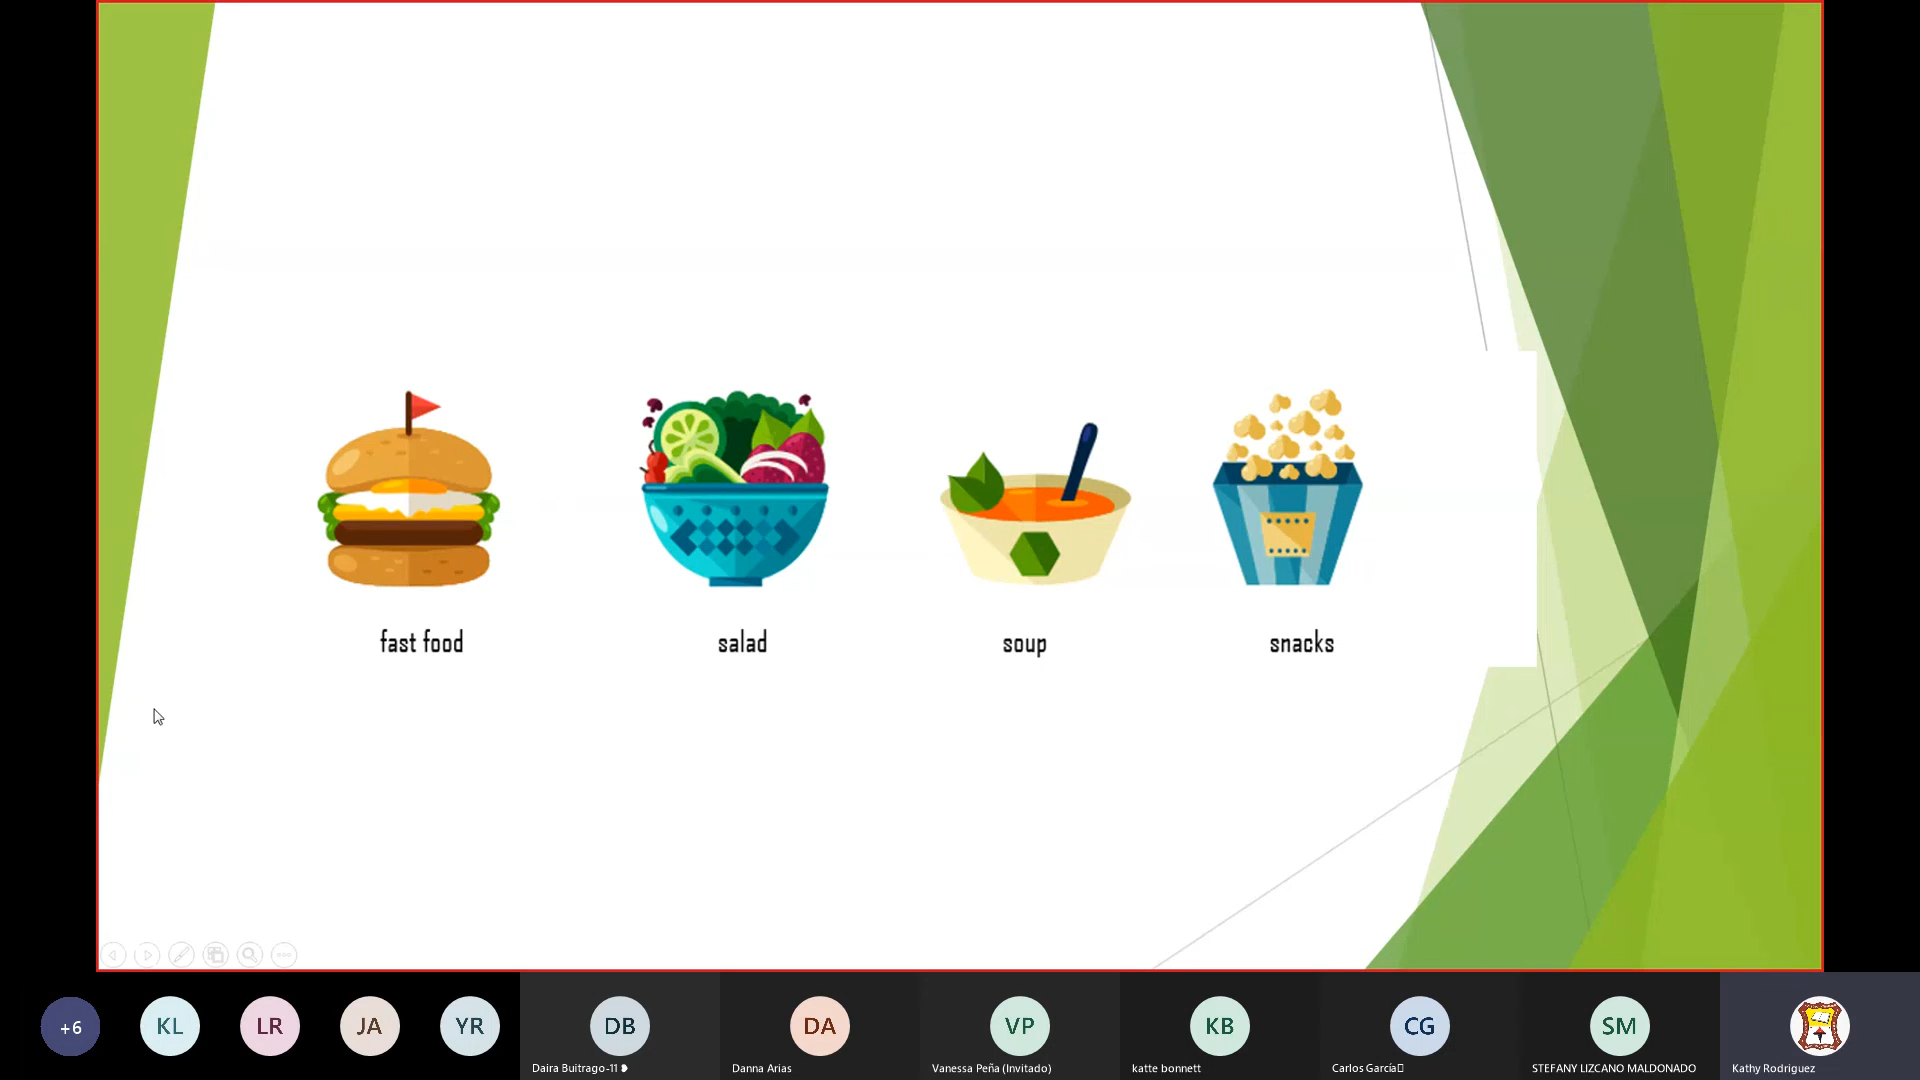 fast food
salad
soup
snacks
+6
KL
LR
JA
YR
DB
DA
VP
KB
CG
SM
Daira Buitrago-11
Danna Arias
Vanessa Peña (Invitado)
katte bonnett
Carlos García
STEFANY LIZCANO MALDONADO
Kathy Rodriguez